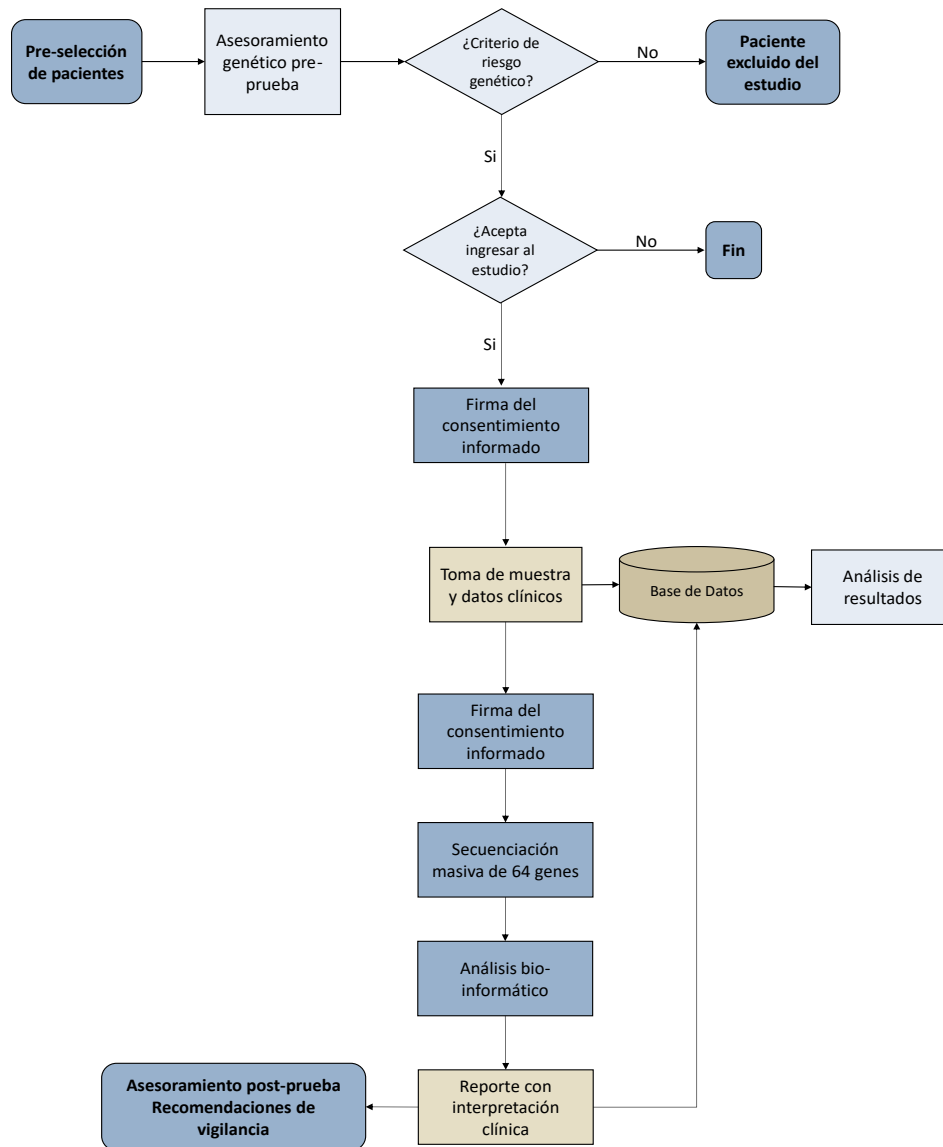 Pre-selección
de pacientes
Asesoramiento
genético pre-
prueba
¿Criterio de
riesgo
genético?
No
Paciente
excluido del
estudio
Si
¿Acepta
ingresar al
estudio?
No
Fin
Si
Firma del
consentimiento
informado
Toma de muestra
y datos clínicos
Base de Datos
Análisis de
resultados
Firma del
consentimiento
informado
Secuenciación
masiva de 64 genes
Análisis bio-
informático
Reporte con
interpretación
clínica
Asesoramiento post-prueba
Recomendaciones de
vigilancia